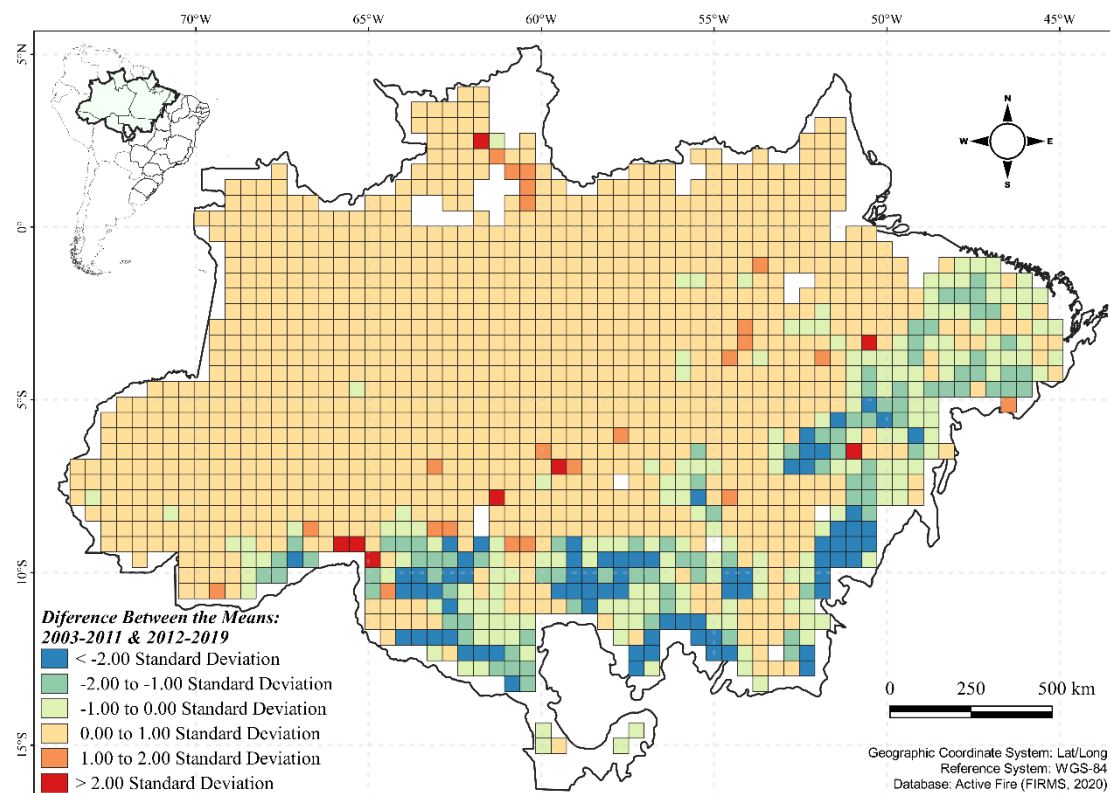 70°W 65°W 60°W 55°W 50°W 45°W
5°N
0°
5°S
10°S
15°S
N
W E
S
Diference Between the Means:
2003-2011 & 2012-2019
< -2.00 Standard Deviation
-2.00 to -1.00 Standard Deviation
-1.00 to 0.00 Standard Deviation
0.00 to 1.00 Standard Deviation
1.00 to 2.00 Standard Deviation
> 2.00 Standard Deviation
0 250 500 km
Geographic Coordinate System: Lat/Long
Reference System: WGS-84
Database: Active Fire (FIRMS, 2020)